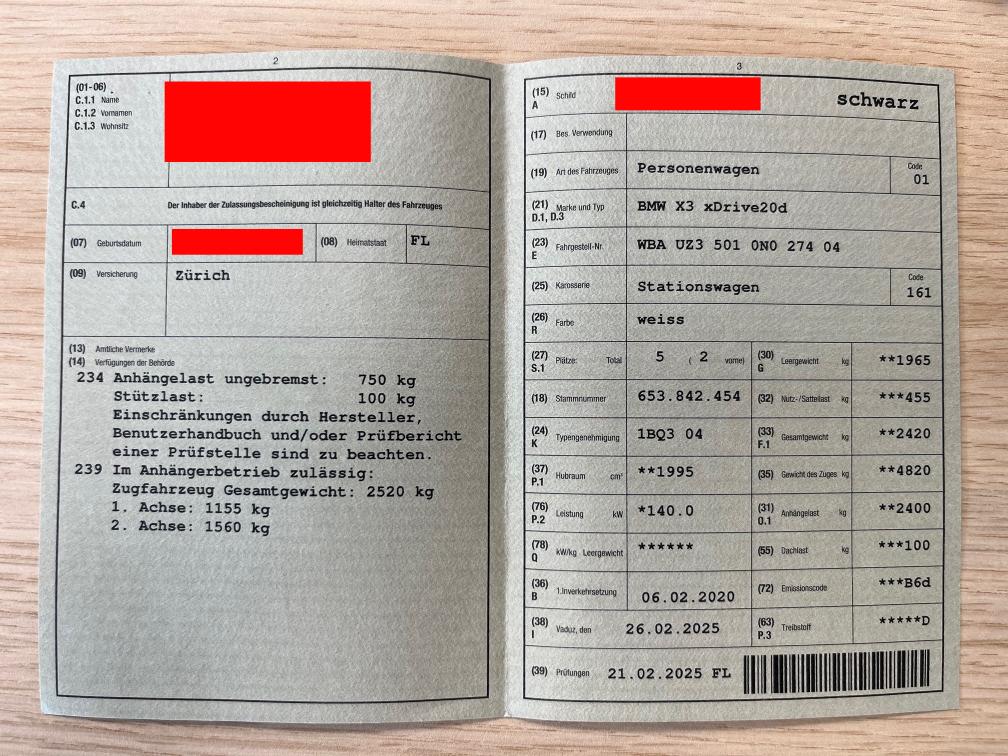 2
(01-06)
C.1.1 Name
C.1.2 Vornamen
C.1.3 Wohnsitz
C.4 Der Inhaber der Zulassungsbescheinigung ist gleichzeitig Halter des Fahrzeuges
(07) Geburtsdatum (08) Heimatstaat FL
(09) Versicherung Zürich
(13) Amtliche Vermerke
(14) Verfügungen der Behörde
234 Anhängelast ungebremst: 750 kg
Stützlast: 100 kg
Einschränkungen durch Hersteller,
Benutzerhandbuch und/oder Prüfbericht
einer Prüfstelle sind zu beachten.
239 Im Anhängerbetrieb zulässig:
Zugfahrzeug Gesamtgewicht: 2520 kg
1. Achse: 1155 kg
2. Achse: 1560 kg
3
(15) A Schild schwarz
(17) Bes. Verwendung
(19) Art des Fahrzeuges Personenwagen Code 01
(21) D.1, D.3 Marke und Typ BMW X3 xDrive20d
(23) E Fahrgestell-Nr. WBA UZ3 501 0N0 274 04
(25) Karosserie Stationswagen Code 161
(26) R Farbe weiss
(27) S.1 Plätze: Total 5 ( 2 vorne) (30) G Leergewicht kg **1965
(18) Stammnummer 653.842.454 (32) Nutz-/Sattellast kg ***455
(24) K Typengenehmigung 1BQ3 04 (33) F.1 Gesamtgewicht kg **2420
(37) P.1 Hubraum cm³ **1995 (35) Gewicht des Zuges kg **4820
(76) P.2 Leistung kW *140.0 (31) O.1 Anhängelast kg **2400
(78) Q kW/kg Leergewicht ****** (55) Dachlast kg ***100
(36) B 1.Inverkehrsetzung 06.02.2020 (72) Emissionscode ***B6d
(38) I Vaduz, den 26.02.2025 (63) P.3 Treibstoff *****D
(39) Prüfungen 21.02.2025 FL